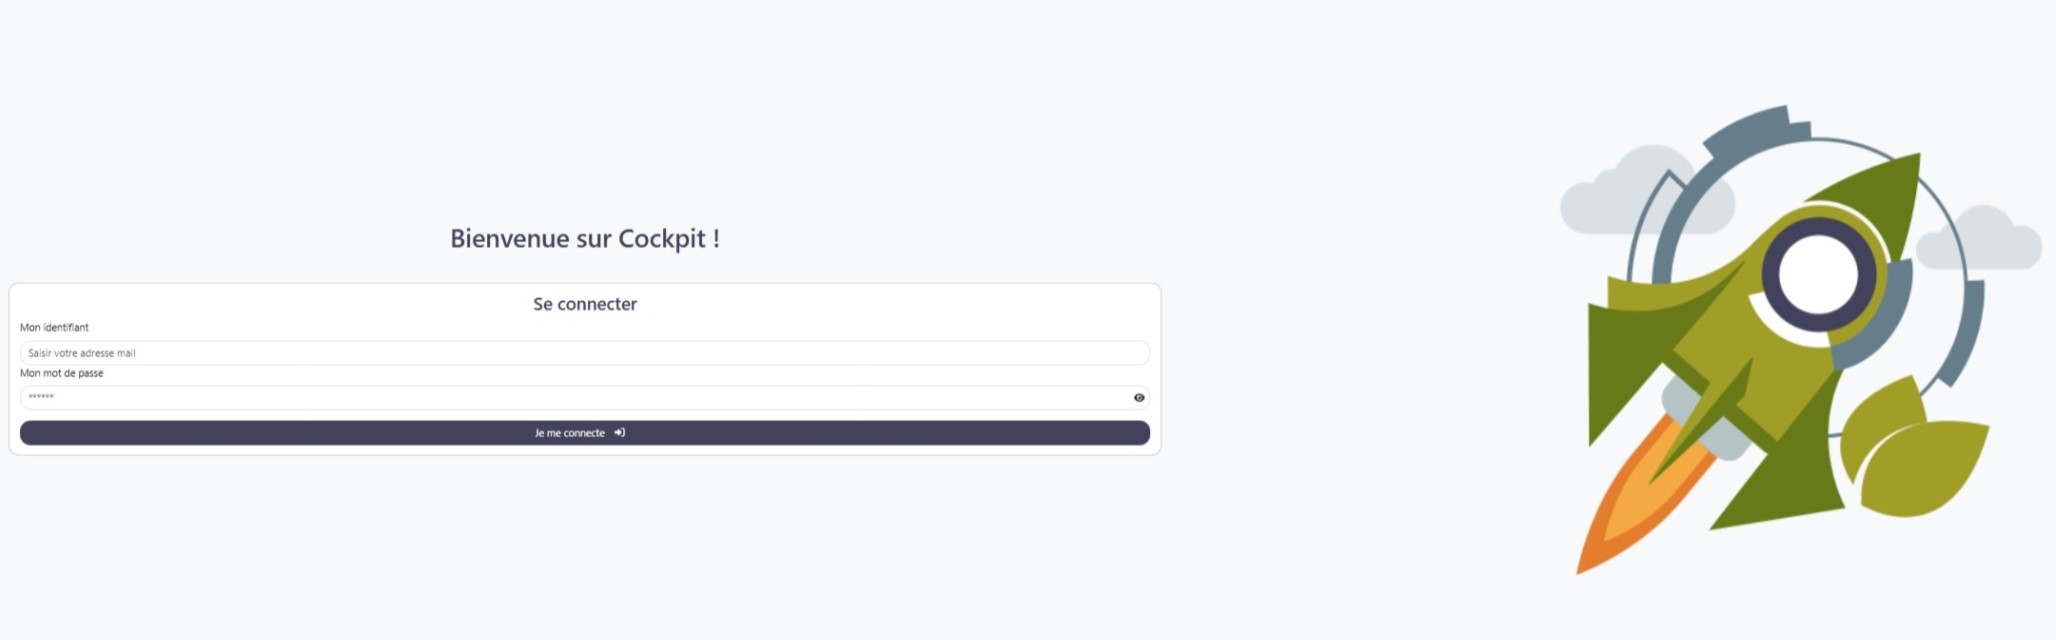 Bienvenue sur Cockpit !
Se connecter
Mon identifiant
Saisir votre adresse mail
Mon mot de passe
******
Je me connecte